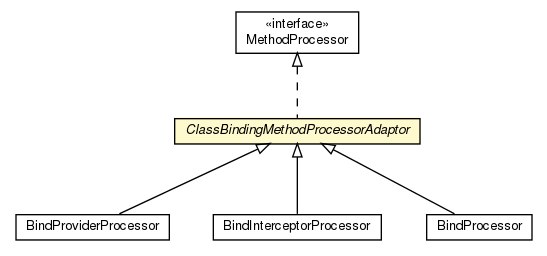 «interface»
MethodProcessor
ClassBindingMethodProcessorAdaptor
BindProviderProcessor
BindInterceptorProcessor
BindProcessor